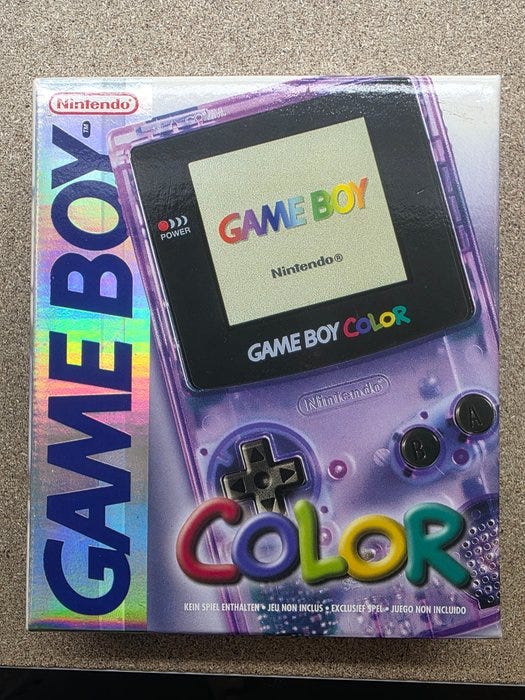 Nintendo®
GAME BOY™
POWER
GAME BOY
Nintendo®
GAME BOY COLOR
Nintendo
B
A
COLOR
KEIN SPIEL ENTHALTEN • JEU NON INCLUS • EXCLUSIEF SPEL • JUEGO NON INCLUIDO